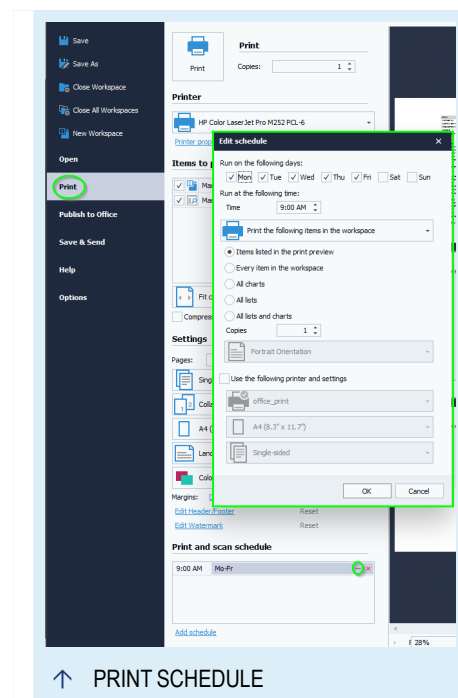 Save
Save As
Close Workspace
Close All Workspaces
New Workspace
Open
Print
Publish to Office
Save & Send
Help
Options
Print
Print
Copies: 1
Printer
HP Color LaserJet Pro M252 PCL-6
Printer prop
Items to p
Ma
Ma
Fit c
Compres
Settings
Pages:
Sing
1 2 Colla
A4 (
Land
Colo
Margins:
Edit Header/Footer Reset
Edit Watermark Reset
Print and scan schedule
9:00 AM Mo-Fr
Add schedule
Edit schedule
Run on the following days:
Mon Tue Wed Thu Fri Sat Sun
Run at the following time:
Time 9:00 AM
Print the following items in the workspace
Items listed in the print preview
Every item in the workspace
All charts
All lists
All lists and charts
Copies 1
Portrait Orientation
Use the following printer and settings
office_print
A4 (8.3" x 11.7")
Single-sided
OK Cancel
28%
PRINT SCHEDULE